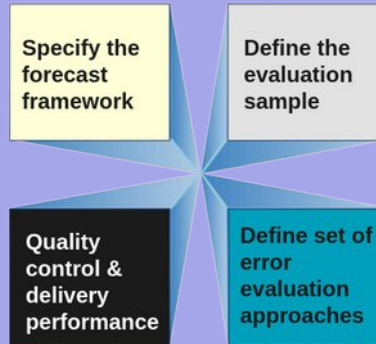 Specify the
forecast
framework
Define the
evaluation
sample
Quality
control &
delivery
performance
Define set of
error
evaluation
approaches